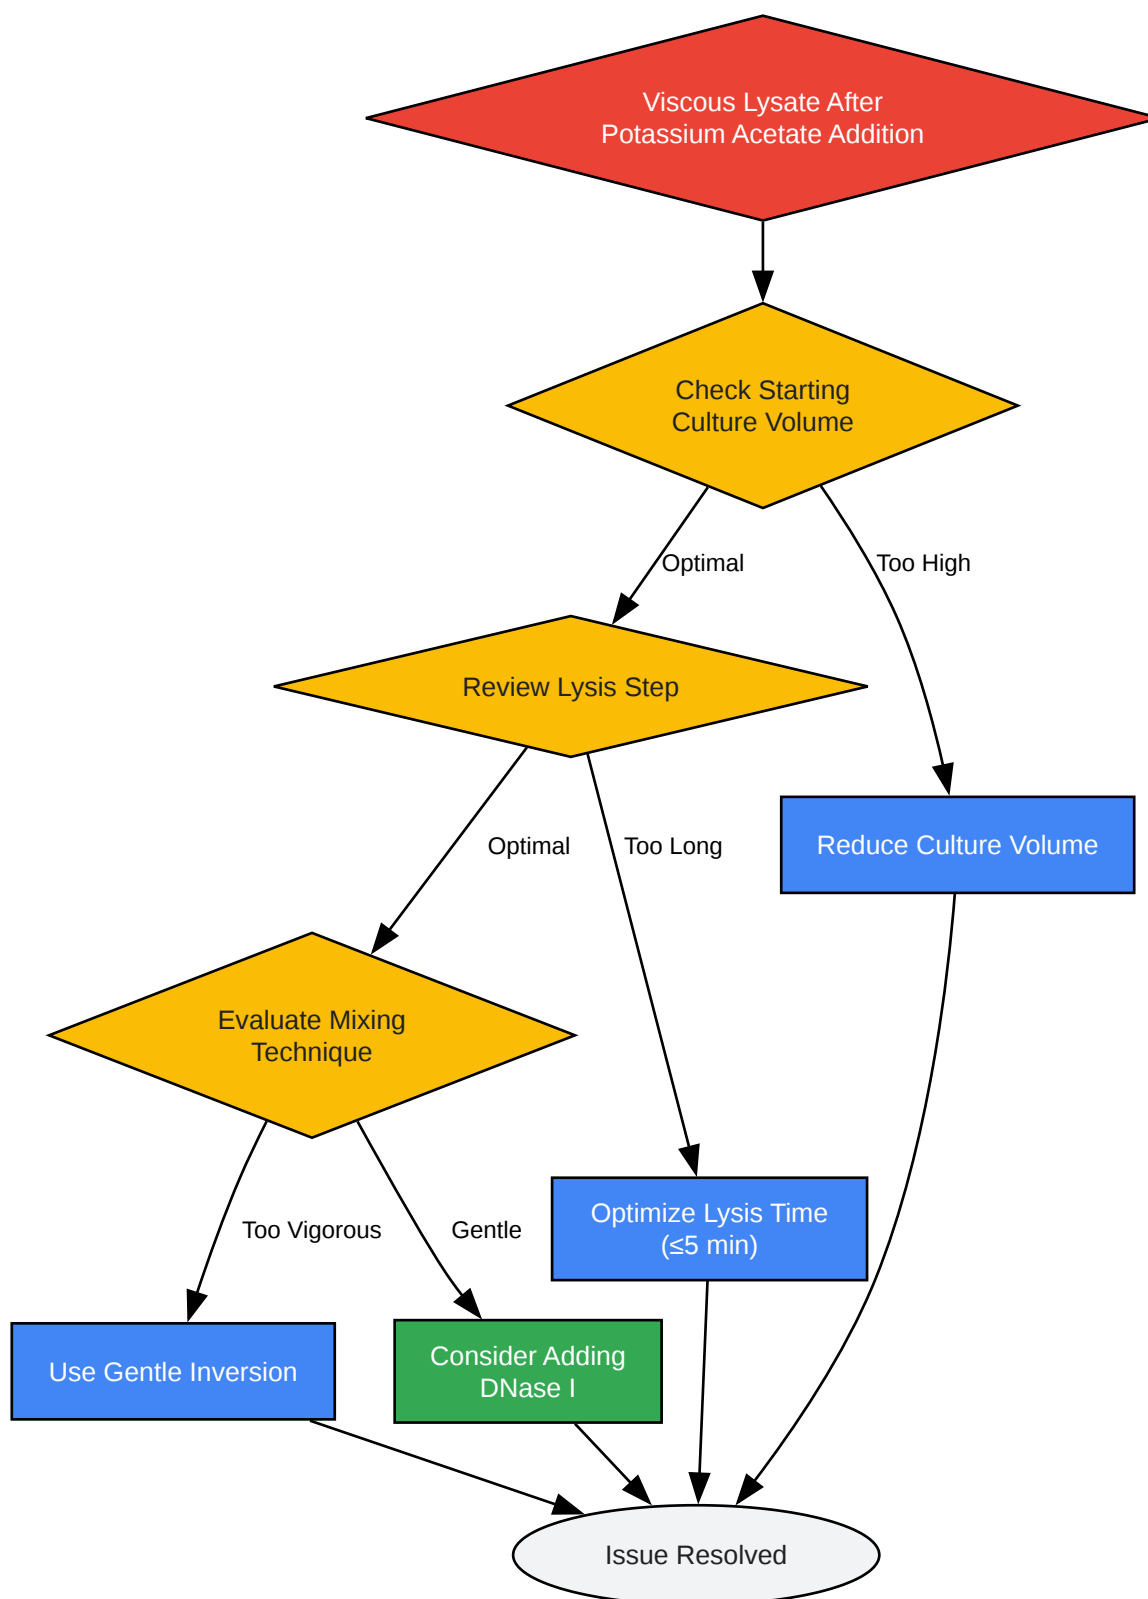 Viscous Lysate After
Potassium Acetate Addition
Check Starting
Culture Volume
Optimal
Too High
Review Lysis Step
Optimal
Too Long
Reduce Culture Volume
Evaluate Mixing
Technique
Too Vigorous
Gentle
Optimize Lysis Time
(≤5 min)
Use Gentle Inversion
Consider Adding
DNase I
Issue Resolved